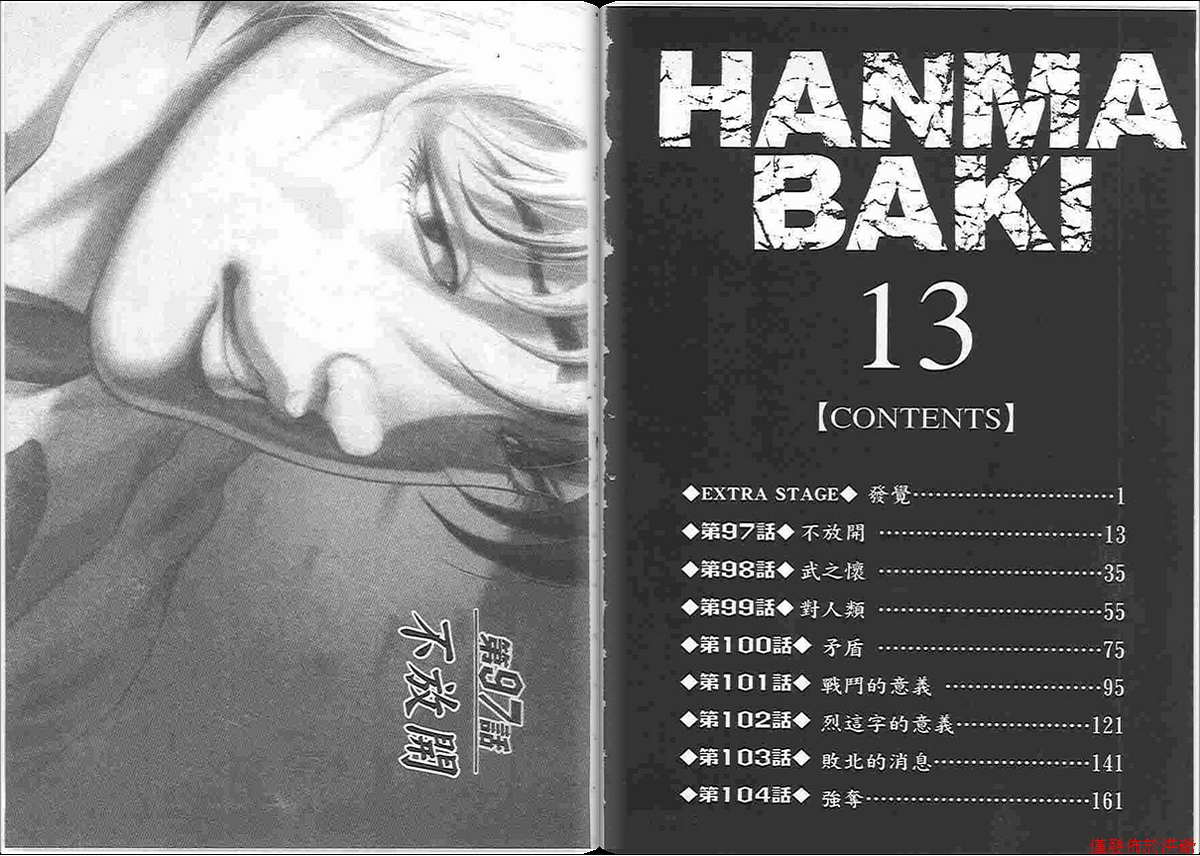 HANMA
BAKI
13
【CONTENTS】
◆EXTRA STAGE◆ 發覺…………………………1
◆第97話◆ 不放開 ……………………………13
◆第98話◆ 武之懷 ……………………………35
◆第99話◆ 對人類 ……………………………55
◆第100話◆ 矛盾 ……………………………75
◆第101話◆ 戰鬥的意義 …………………95
◆第102話◆ 烈這字的意義………………121
◆第103話◆ 敗北的消息…………………141
◆第104話◆ 強奪…………………………161
第97話
不放開